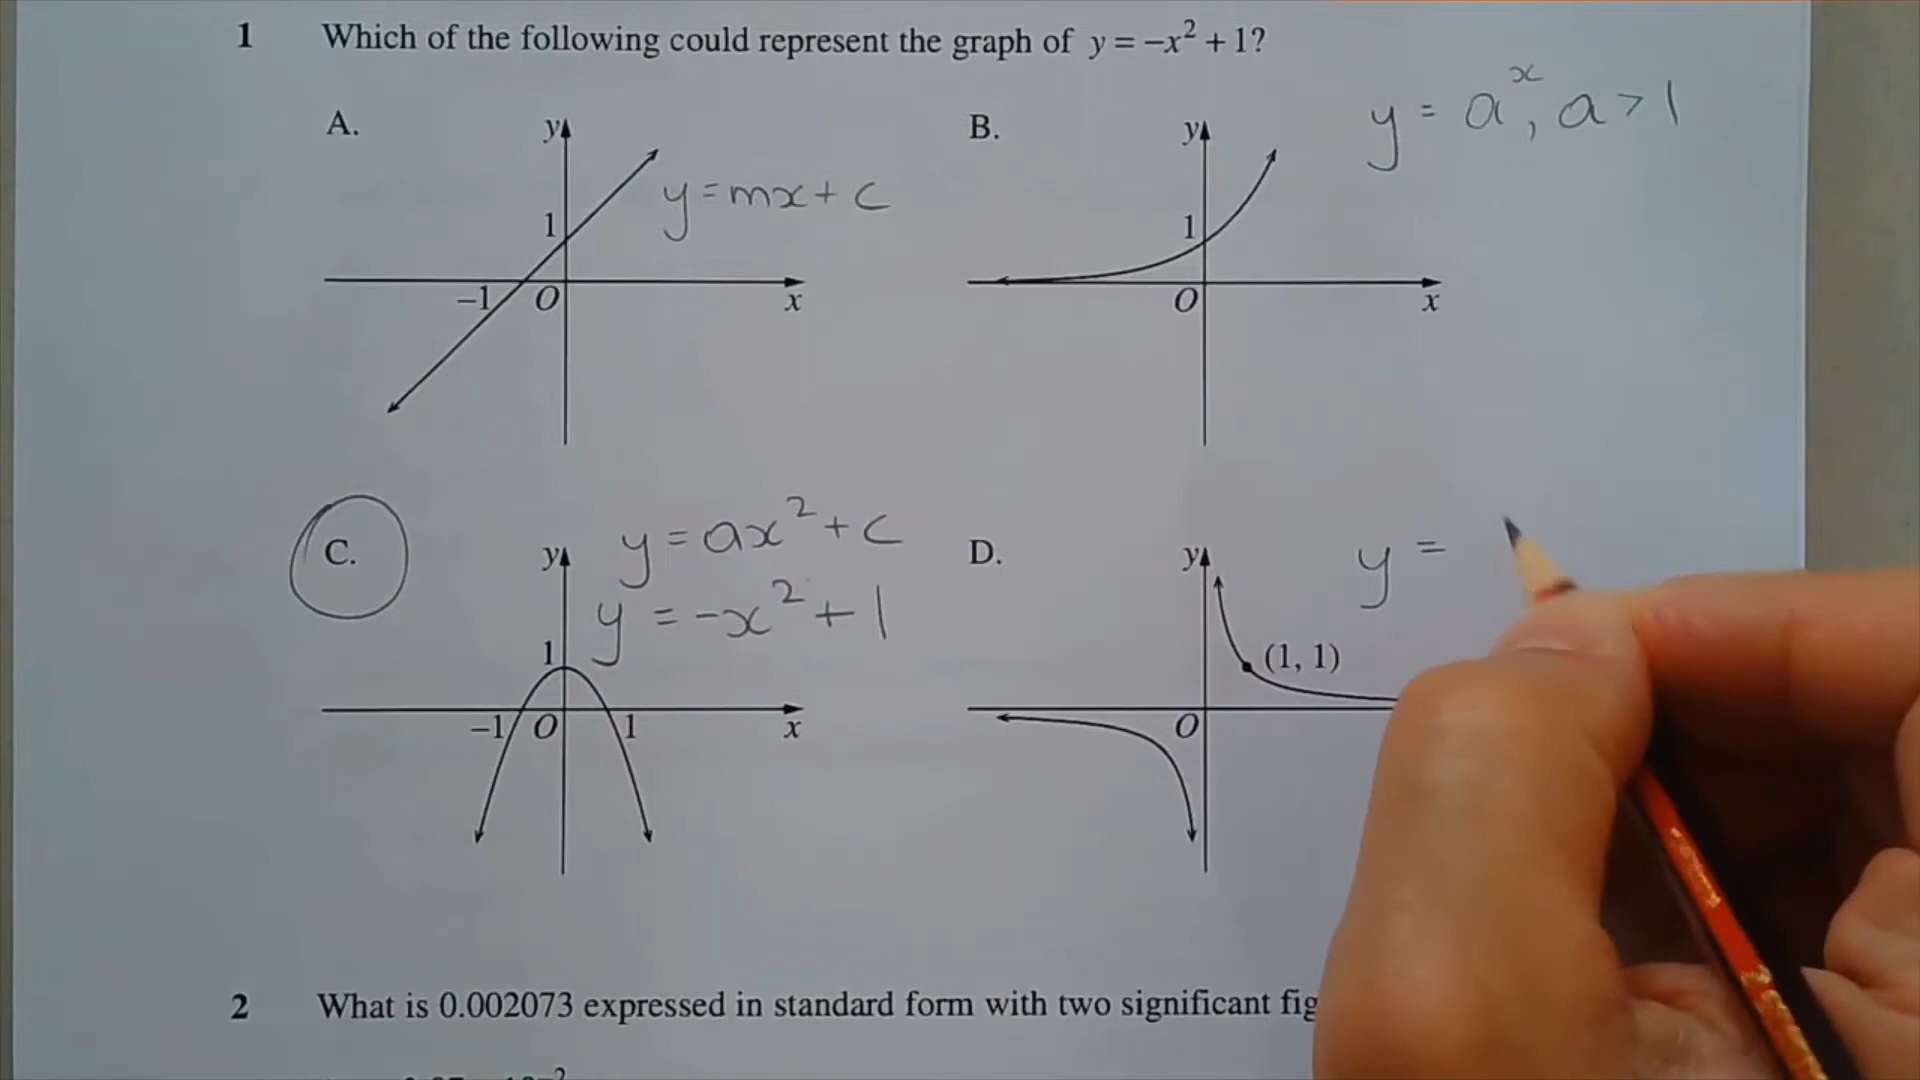 1 Which of the following could represent the graph of y = −x² + 1?
A.
y
1
−1
O
x
y = mx + c
B.
y
1
O
x
y = aˣ, a > 1
C.
y
1
−1
O
1
x
y = ax² + c
y = −x² + 1
D.
y
(1, 1)
O
y =
2 What is 0.002073 expressed in standard form with two significant